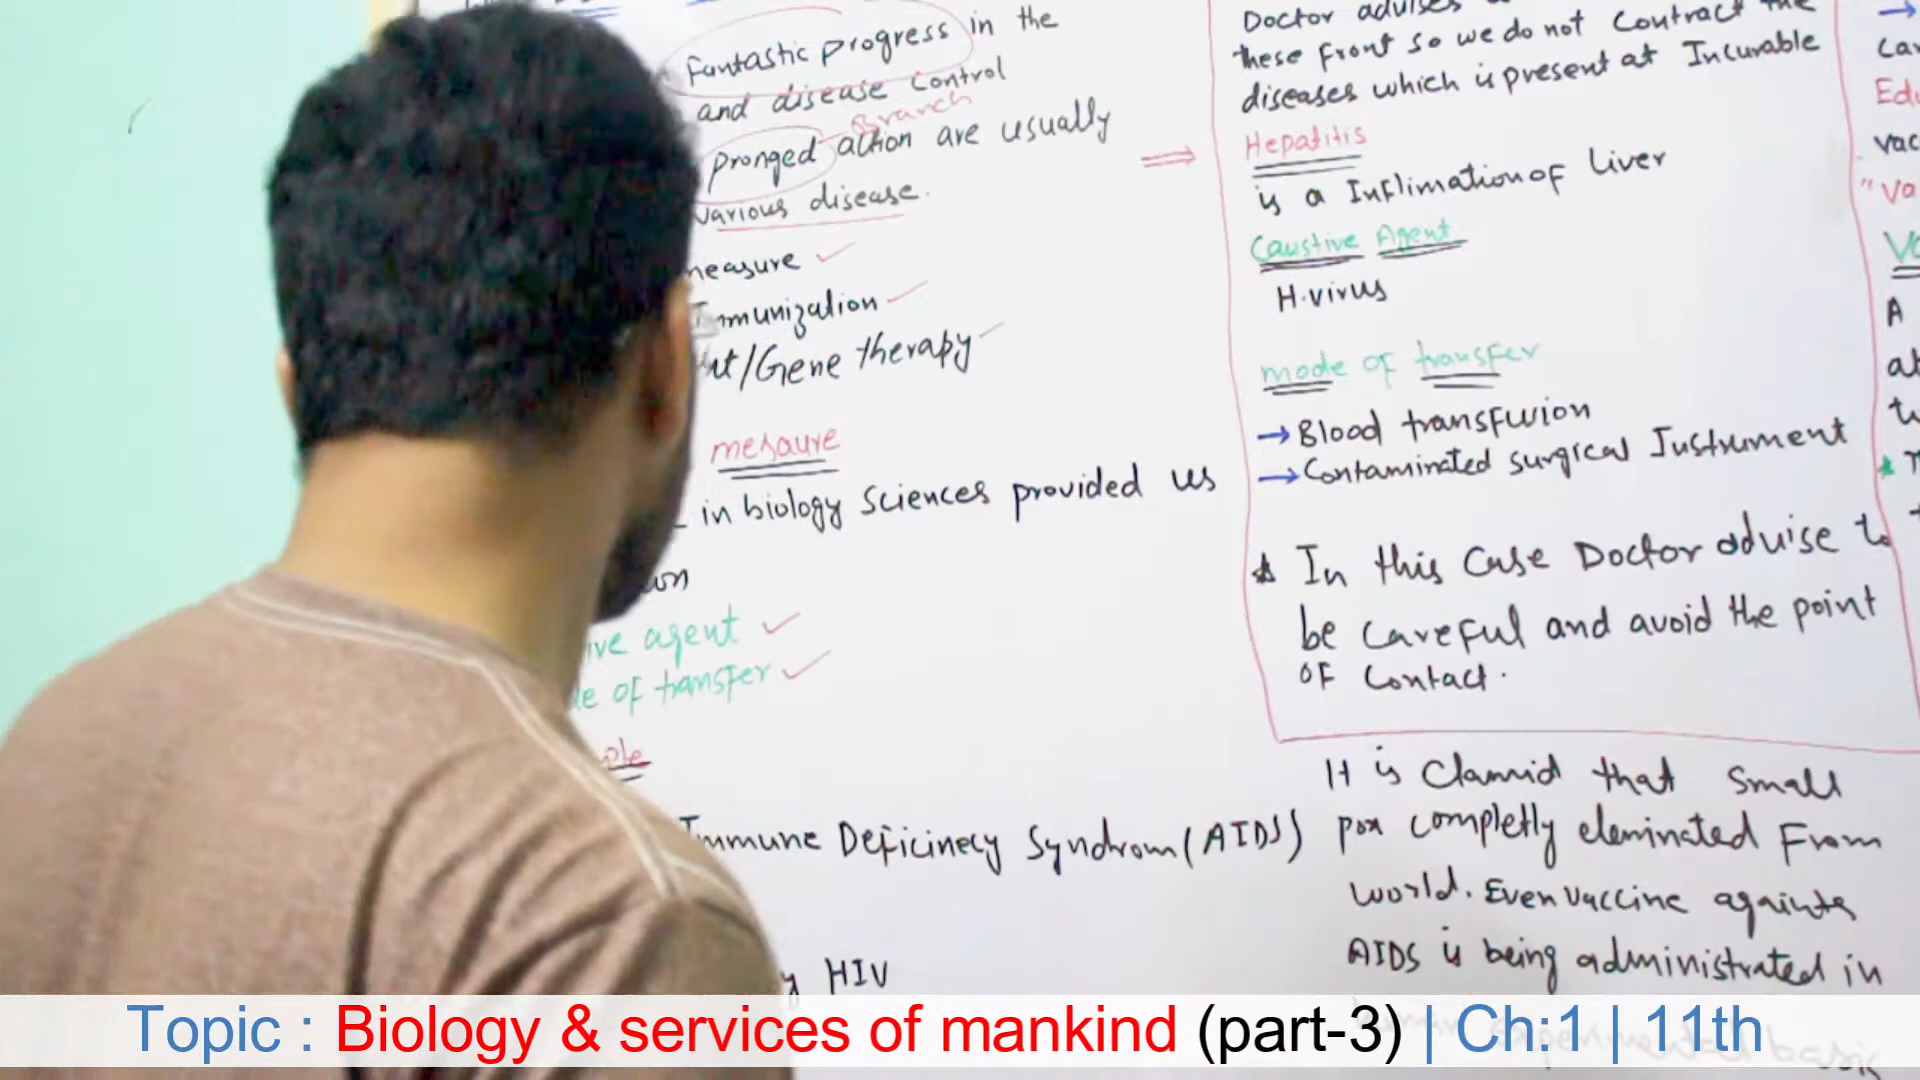 Fantastic progress in the
and disease control
Branch
pronged action are usually
various disease.
measure
Immunization
/Gene therapy
mesaure
in biology Sciences provided us
agent
of transfer
Immune Deficinecy Syndrom (AIDS)
HIV
Doctor advises
these front so we do not contract the
diseases which is present at Incurable
Hepatitis
is a Inflimation of liver
Caustive Agent
H.virus
mode of transfer
→ Blood transfusion
→ Contaminated surgical Instrument
In this Case Doctor advise to
be careful and avoid the point
of contact.
It is Clamid that small
pox completly eleminated From
world. Even vaccine againts
AIDS is being administrated in
Topic : Biology & services of mankind (part-3) | Ch:1 | 11th